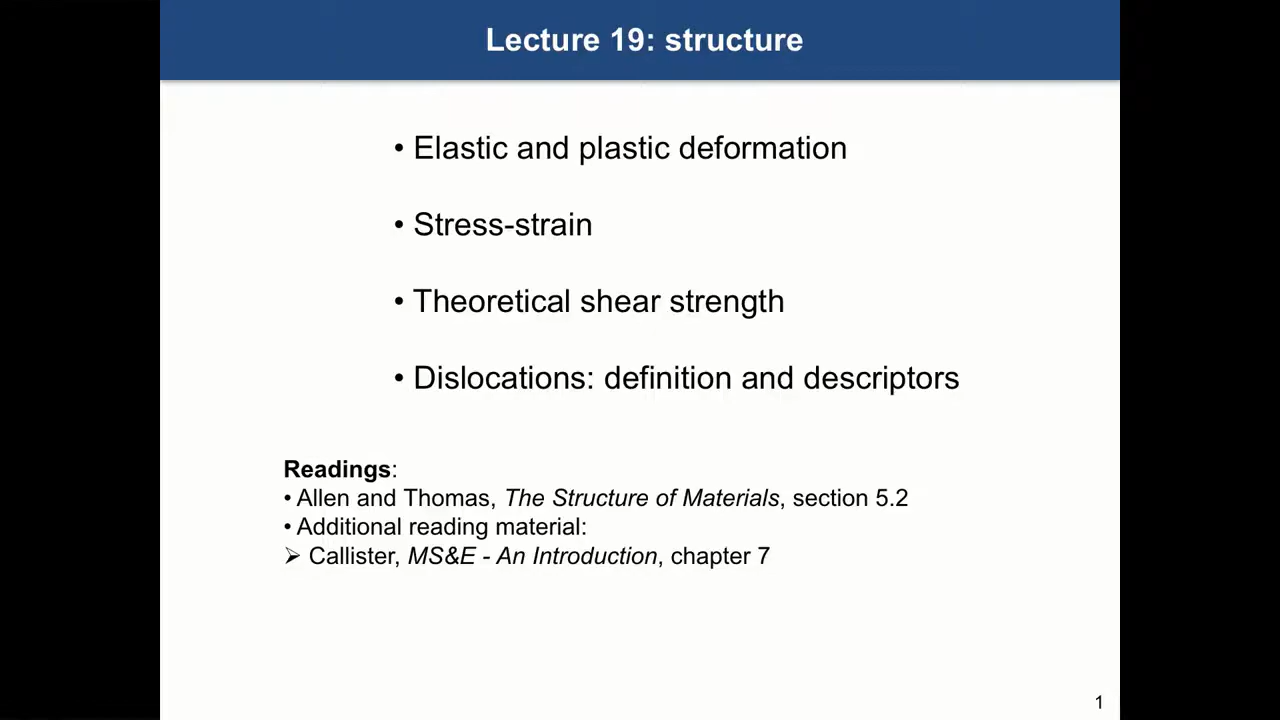 Lecture 19: structure
• Elastic and plastic deformation
• Stress-strain
• Theoretical shear strength
• Dislocations: definition and descriptors
Readings:
• Allen and Thomas, The Structure of Materials, section 5.2
• Additional reading material:
➢ Callister, MS&E - An Introduction, chapter 7
1